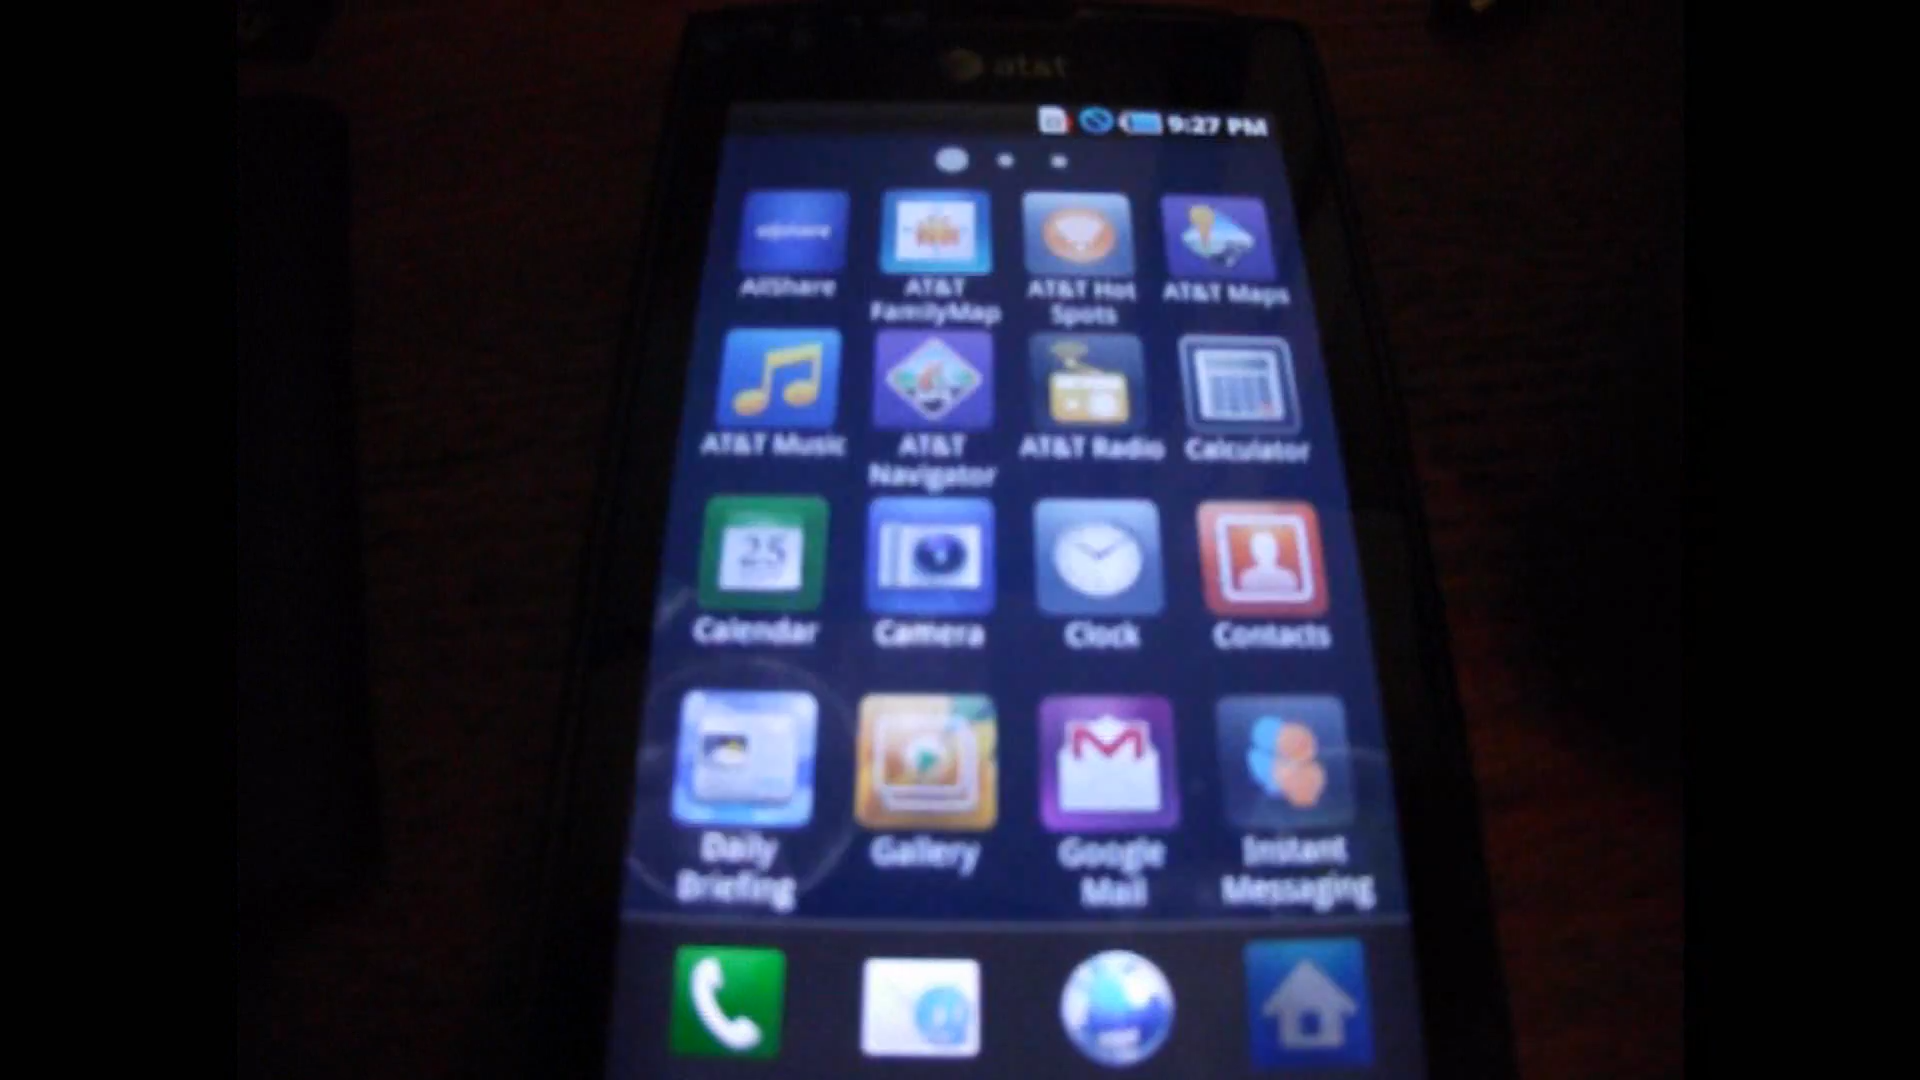 at&t
9:27 PM
allshare
AllShare
AT&T
FamilyMap
AT&T Hot
Spots
AT&T Maps
AT&T Music
AT&T
Navigator
AT&T Radio
Calculator
25
Calendar
Camera
Clock
Contacts
Daily
Briefing
Gallery
Google
Mail
Instant
Messaging